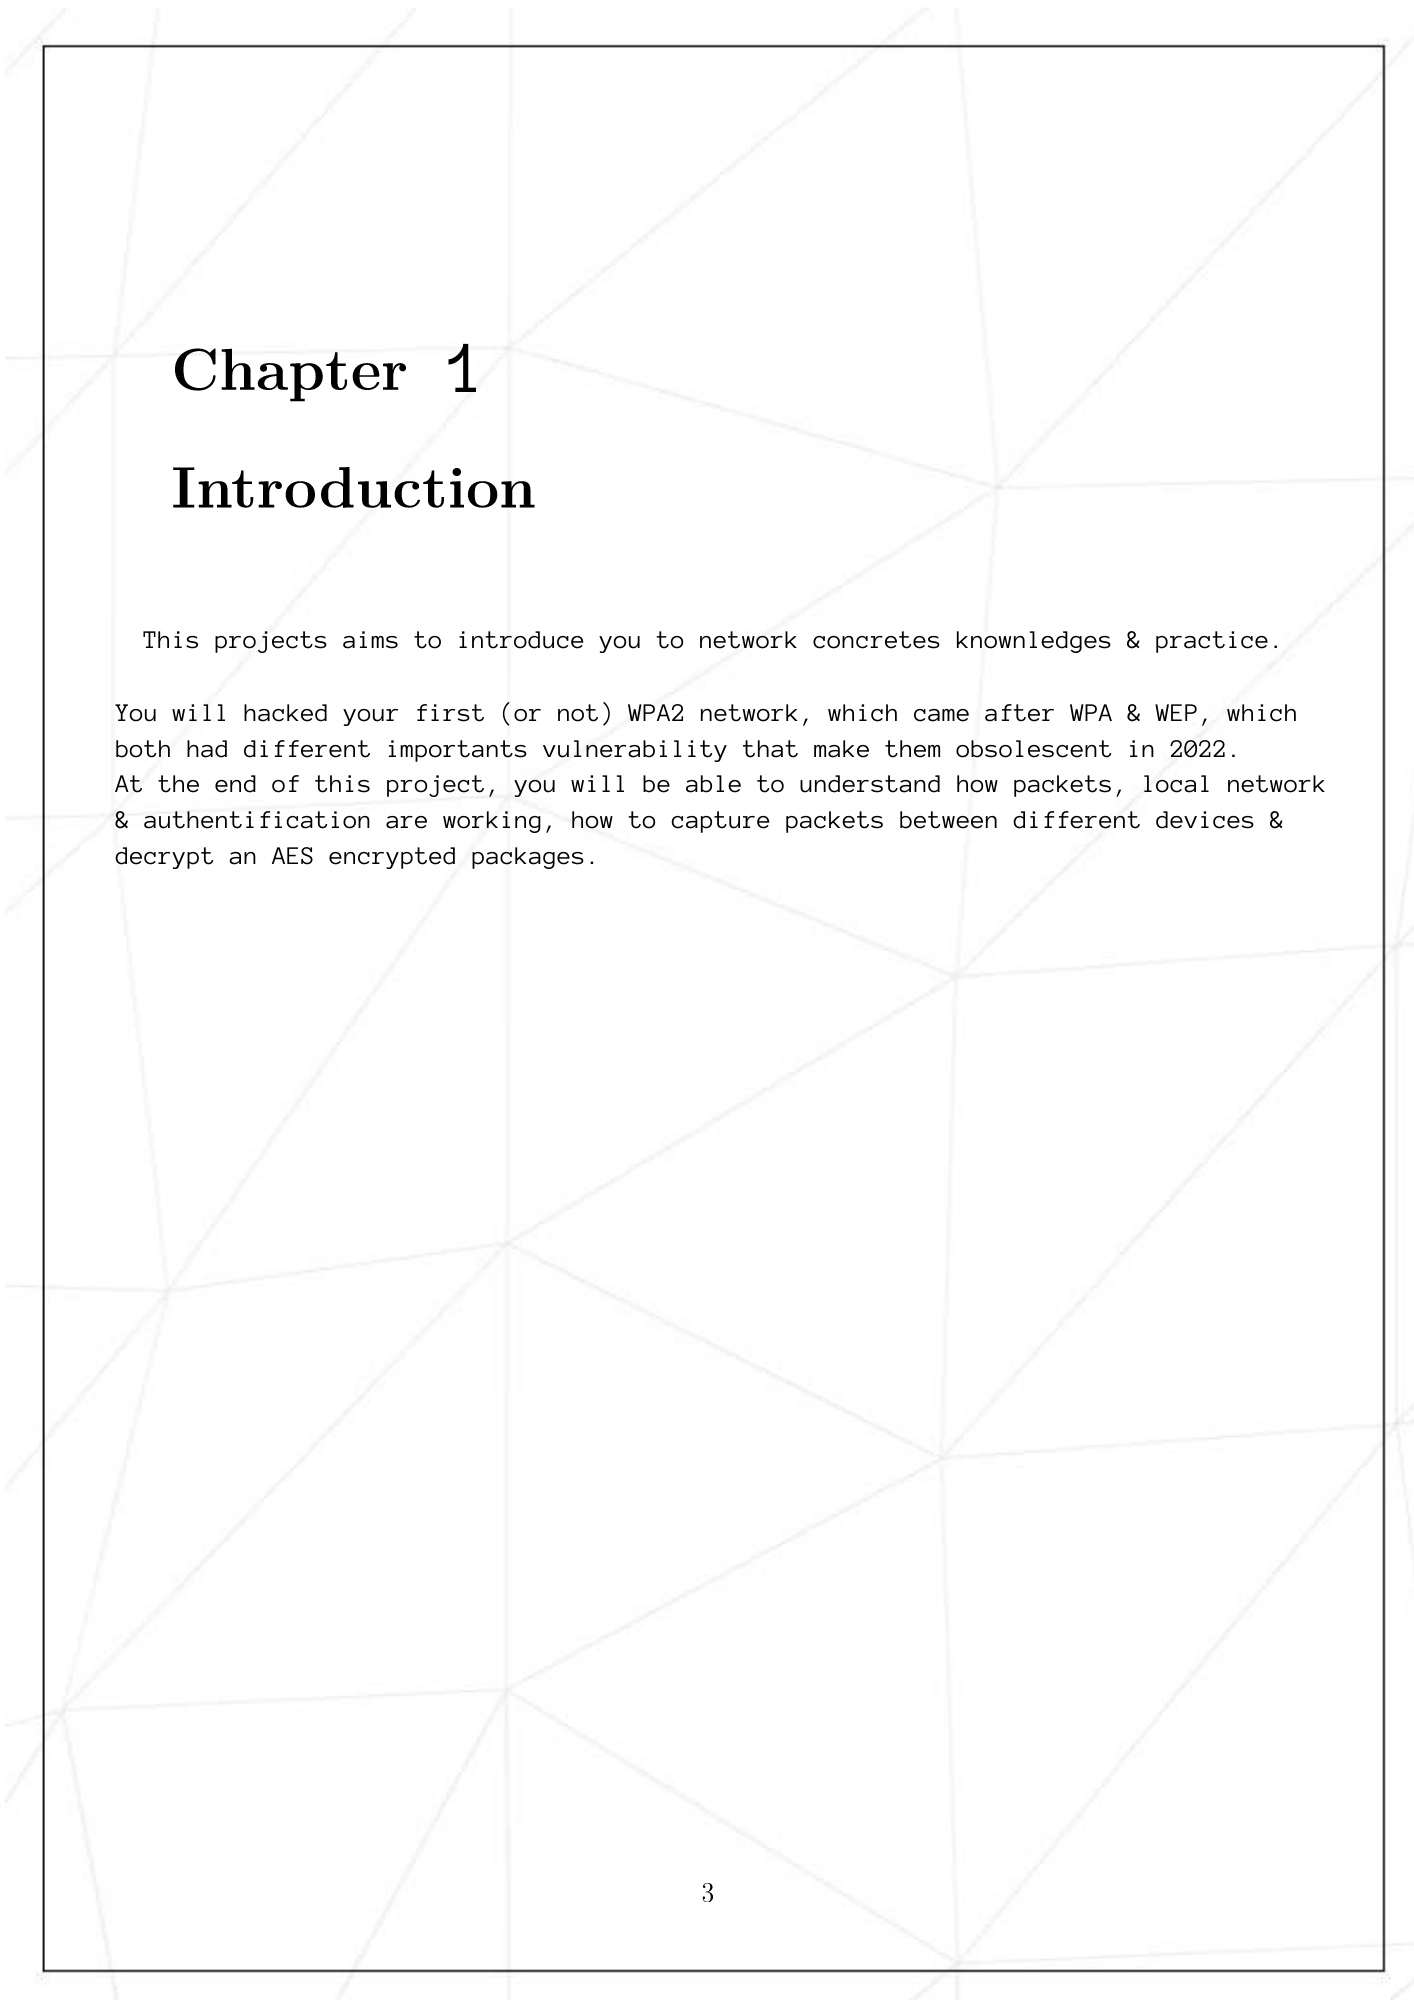 Chapter 1
Introduction
This projects aims to introduce you to network concretes knownledges & practice.
You will hacked your first (or not) WPA2 network, which came after WPA & WEP, which
both had different importants vulnerability that make them obsolescent in 2022.
At the end of this project, you will be able to understand how packets, local network
& authentification are working, how to capture packets between different devices &
decrypt an AES encrypted packages.
3